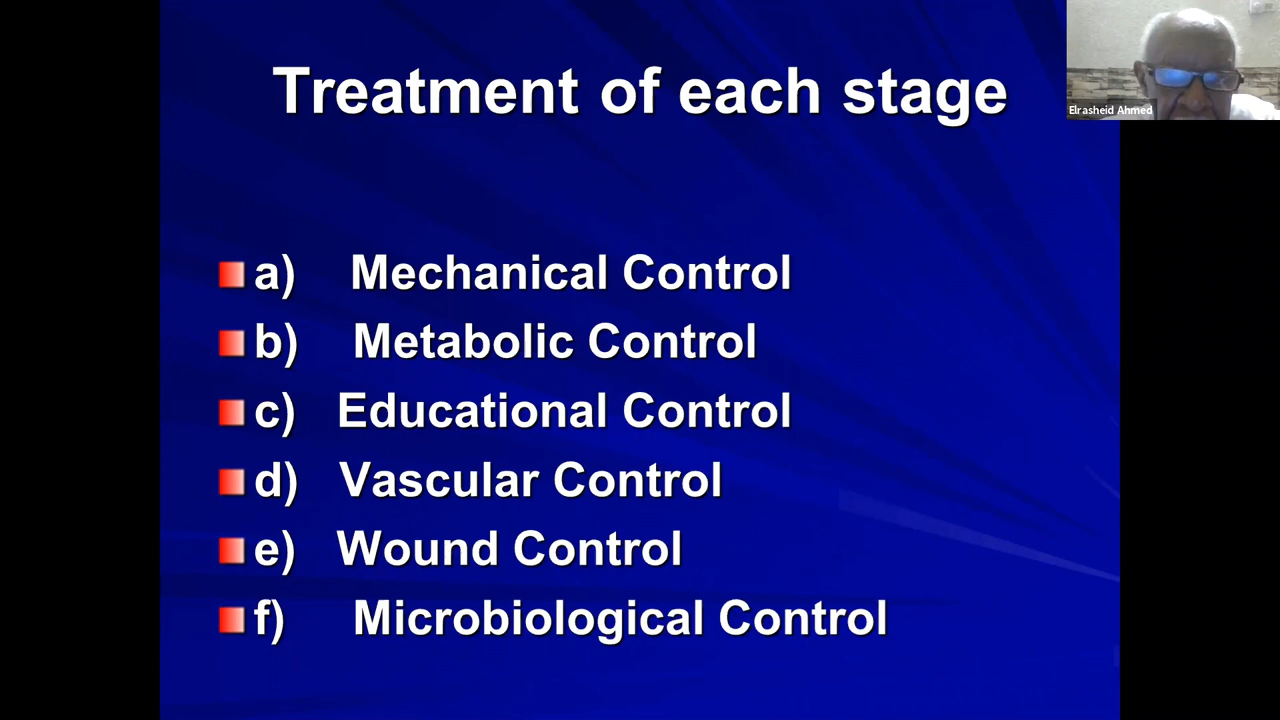 Treatment of each stage
Elrasheid Ahmed
a) Mechanical Control
b) Metabolic Control
c) Educational Control
d) Vascular Control
e) Wound Control
f) Microbiological Control